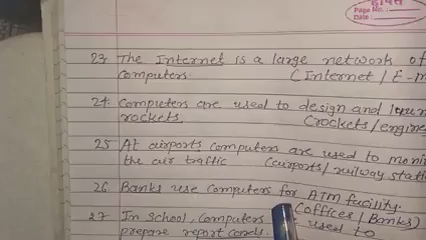 Page No.:
Date:
23 The Internet is a large network of
computers. (Internet / E-m
24 Computers are used to design and
rockets. (rockets/engine
25 At airports computers are used to moni
the air traffic (airports/railway stati
26 Banks use computers for ATM facility.
(offices / Banks)
27 In School, computers used to
prepare report cards.